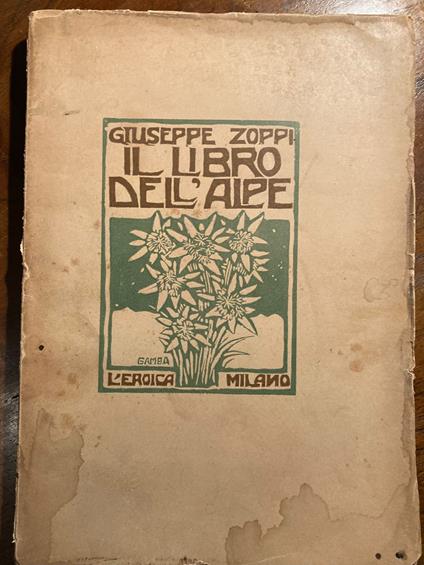 GIUSEPPE ZOPPI
IL LIBRO
DELL'ALPE
GAMBA
L'EROICA MILANO